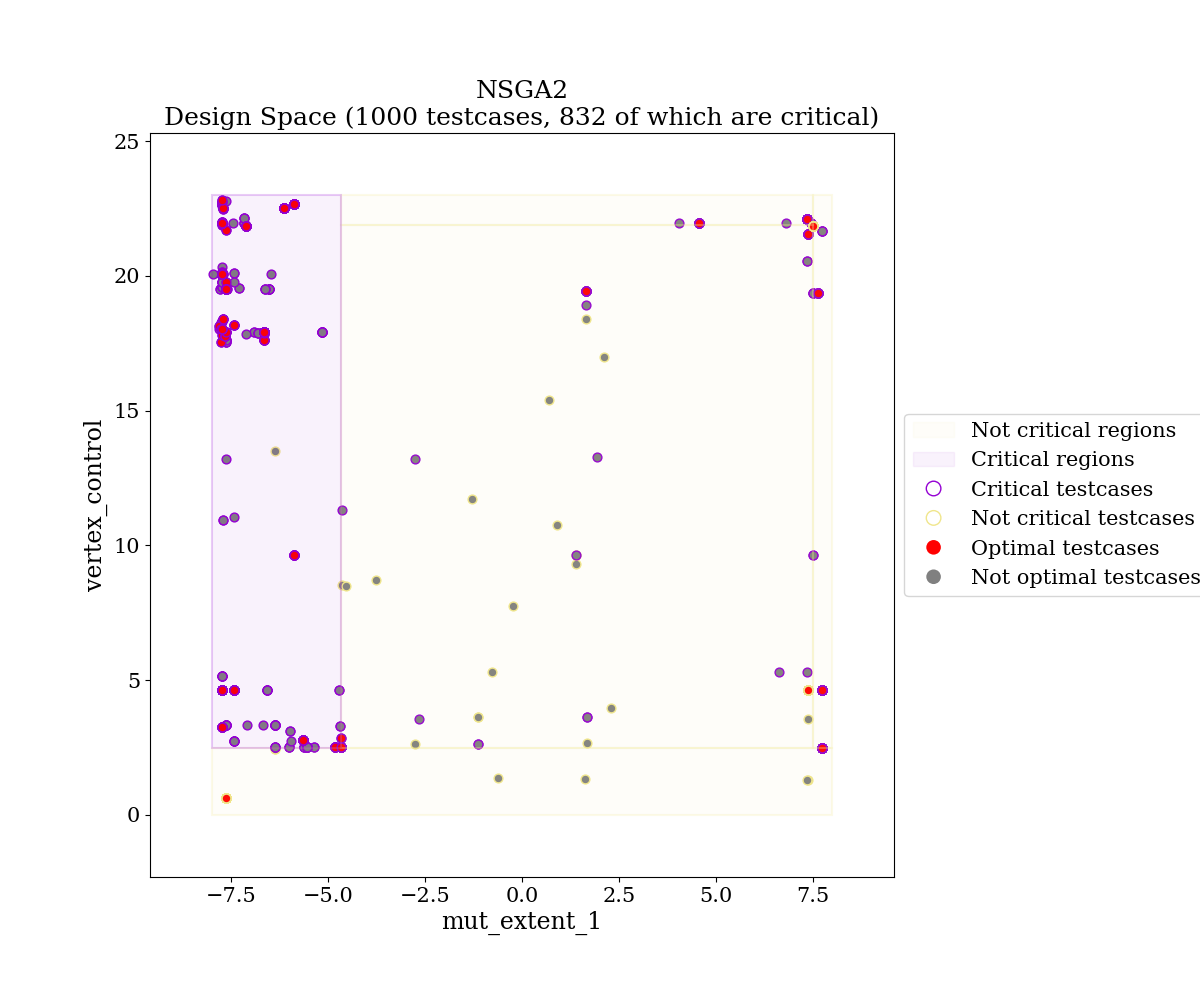 NSGA2
Design Space (1000 testcases, 832 of which are critical)
25
20
15
10
5
0
vertex_control
−7.5 −5.0 −2.5 0.0 2.5 5.0 7.5
mut_extent_1
Not critical regions
Critical regions
Critical testcases
Not critical testcases
Optimal testcases
Not optimal testcases